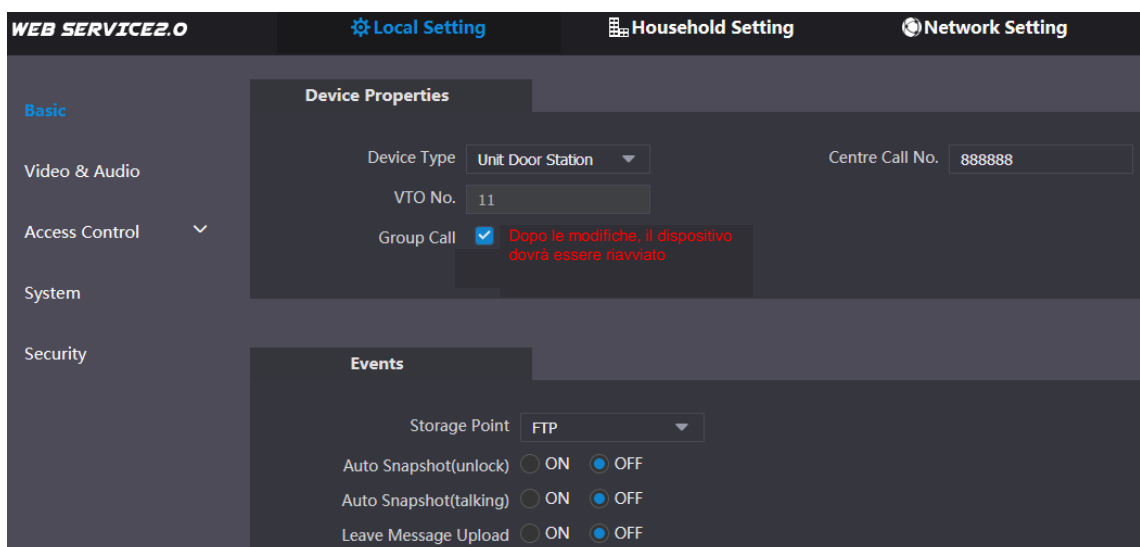 WEB SERVICE2.0
Local Setting
Household Setting
Network Setting
Basic
Video & Audio
Access Control
System
Security
Device Properties
Device Type Unit Door Station
Centre Call No. 888888
VTO No. 11
Group Call Dopo le modifiche, il dispositivo
dovrà essere riavviato
Events
Storage Point FTP
Auto Snapshot(unlock) ON OFF
Auto Snapshot(talking) ON OFF
Leave Message Upload ON OFF